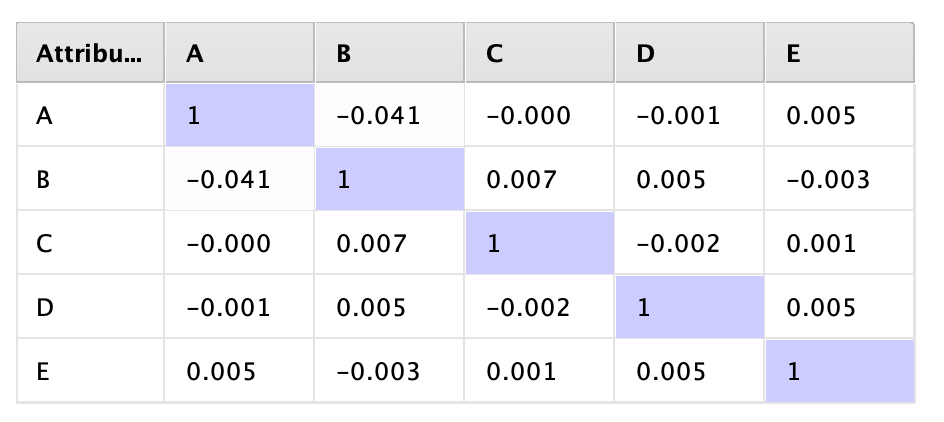 Attribu... A B C D E
A 1 -0.041 -0.000 -0.001 0.005
B -0.041 1 0.007 0.005 -0.003
C -0.000 0.007 1 -0.002 0.001
D -0.001 0.005 -0.002 1 0.005
E 0.005 -0.003 0.001 0.005 1